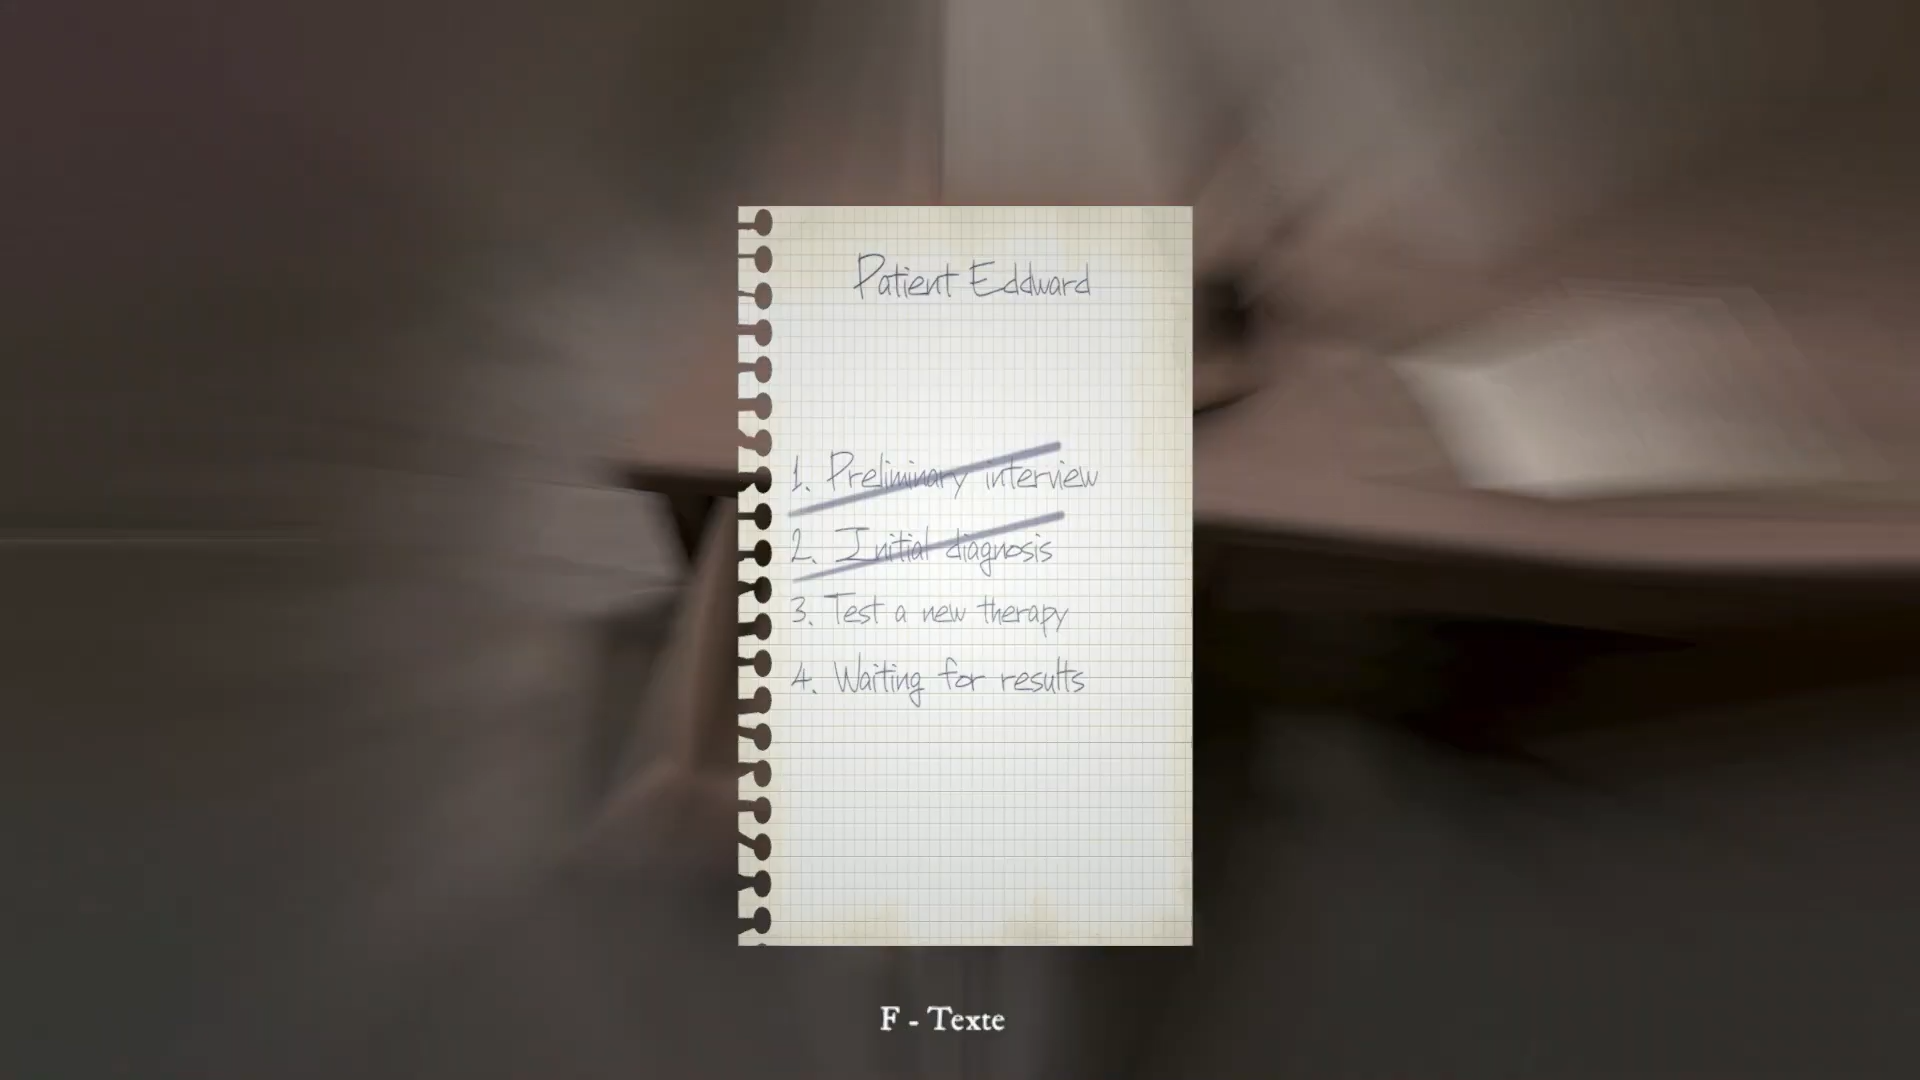 Patient Eddward
1. Preliminary interview
2. Initial diagnosis
3. Test a new therapy
4. Waiting for results
F - Texte